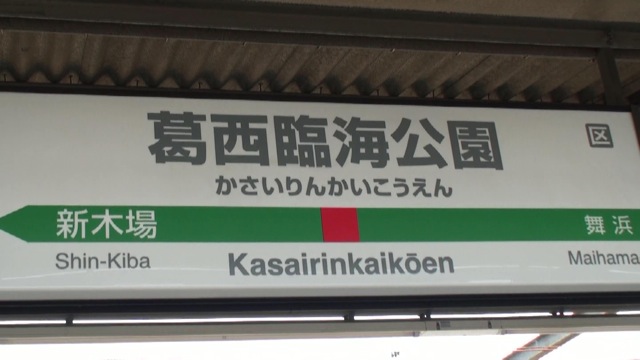 葛西臨海公園
区
かさいりんかいこうえん
新木場
舞浜
Shin-Kiba
Kasairinkaikōen
Maihama